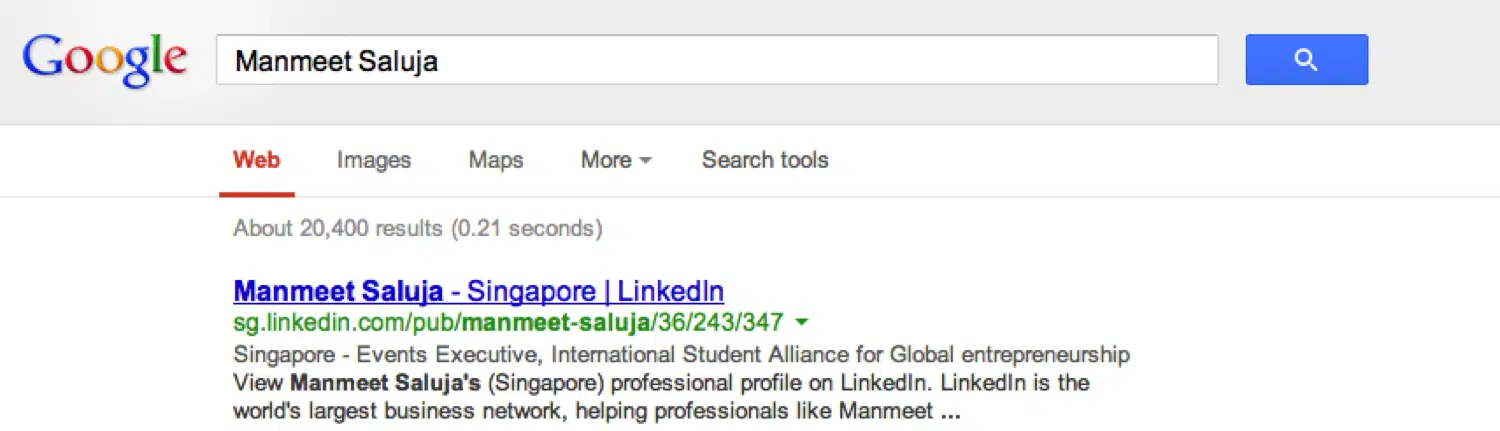 Google Manmeet Saluja
Web Images Maps More Search tools
About 20,400 results (0.21 seconds)
Manmeet Saluja - Singapore | LinkedIn
sg.linkedin.com/pub/manmeet-saluja/36/243/347
Singapore - Events Executive, International Student Alliance for Global entrepreneurship
View Manmeet Saluja's (Singapore) professional profile on LinkedIn. LinkedIn is the
world's largest business network, helping professionals like Manmeet ...